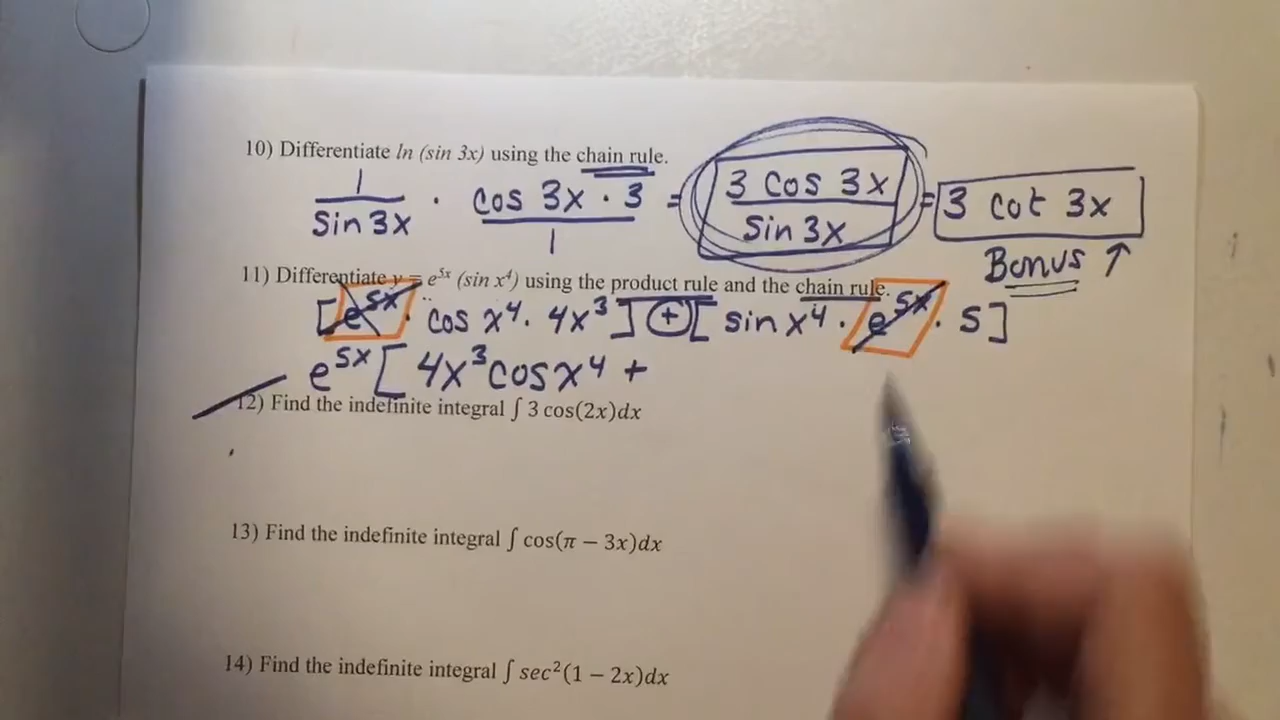 10) Differentiate ln (sin 3x) using the chain rule.
1/sin 3x · cos 3x · 3/1 = 3 cos 3x/sin 3x = 3 cot 3x
Bonus ↑
11) Differentiate y = e^5x (sin x^4) using the product rule and the chain rule.
[e^5x · cos x^4 · 4x^3] + [sin x^4 · e^5x · 5]
e^5x [4x^3 cos x^4 +
12) Find the indefinite integral ∫ 3 cos(2x)dx
13) Find the indefinite integral ∫ cos(π − 3x)dx
14) Find the indefinite integral ∫ sec²(1 − 2x)dx